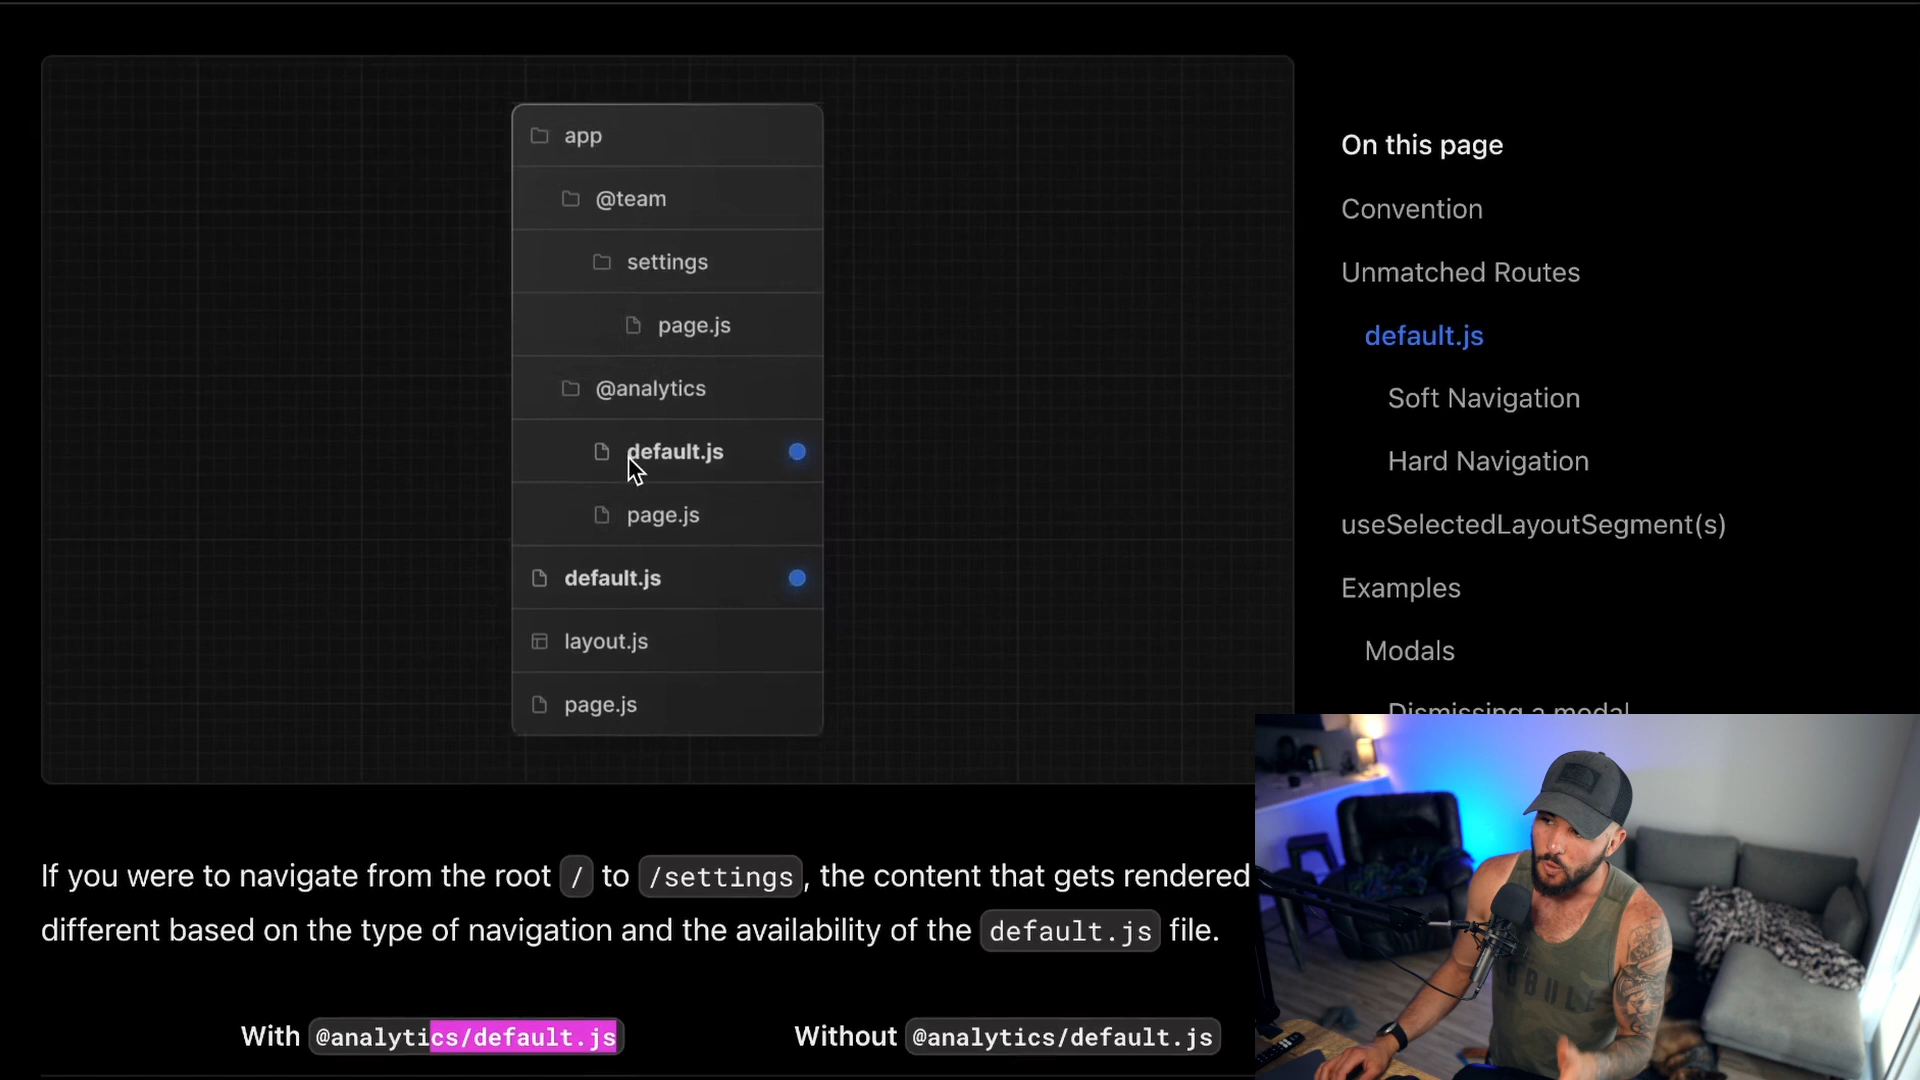 app
@team
settings
page.js
@analytics
default.js
page.js
default.js
layout.js
page.js
On this page
Convention
Unmatched Routes
default.js
Soft Navigation
Hard Navigation
useSelectedLayoutSegment(s)
Examples
Modals
Dismissing a modal
If you were to navigate from the root / to /settings, the content that gets rendered
different based on the type of navigation and the availability of the default.js file.
With @analytics/default.js
Without @analytics/default.js